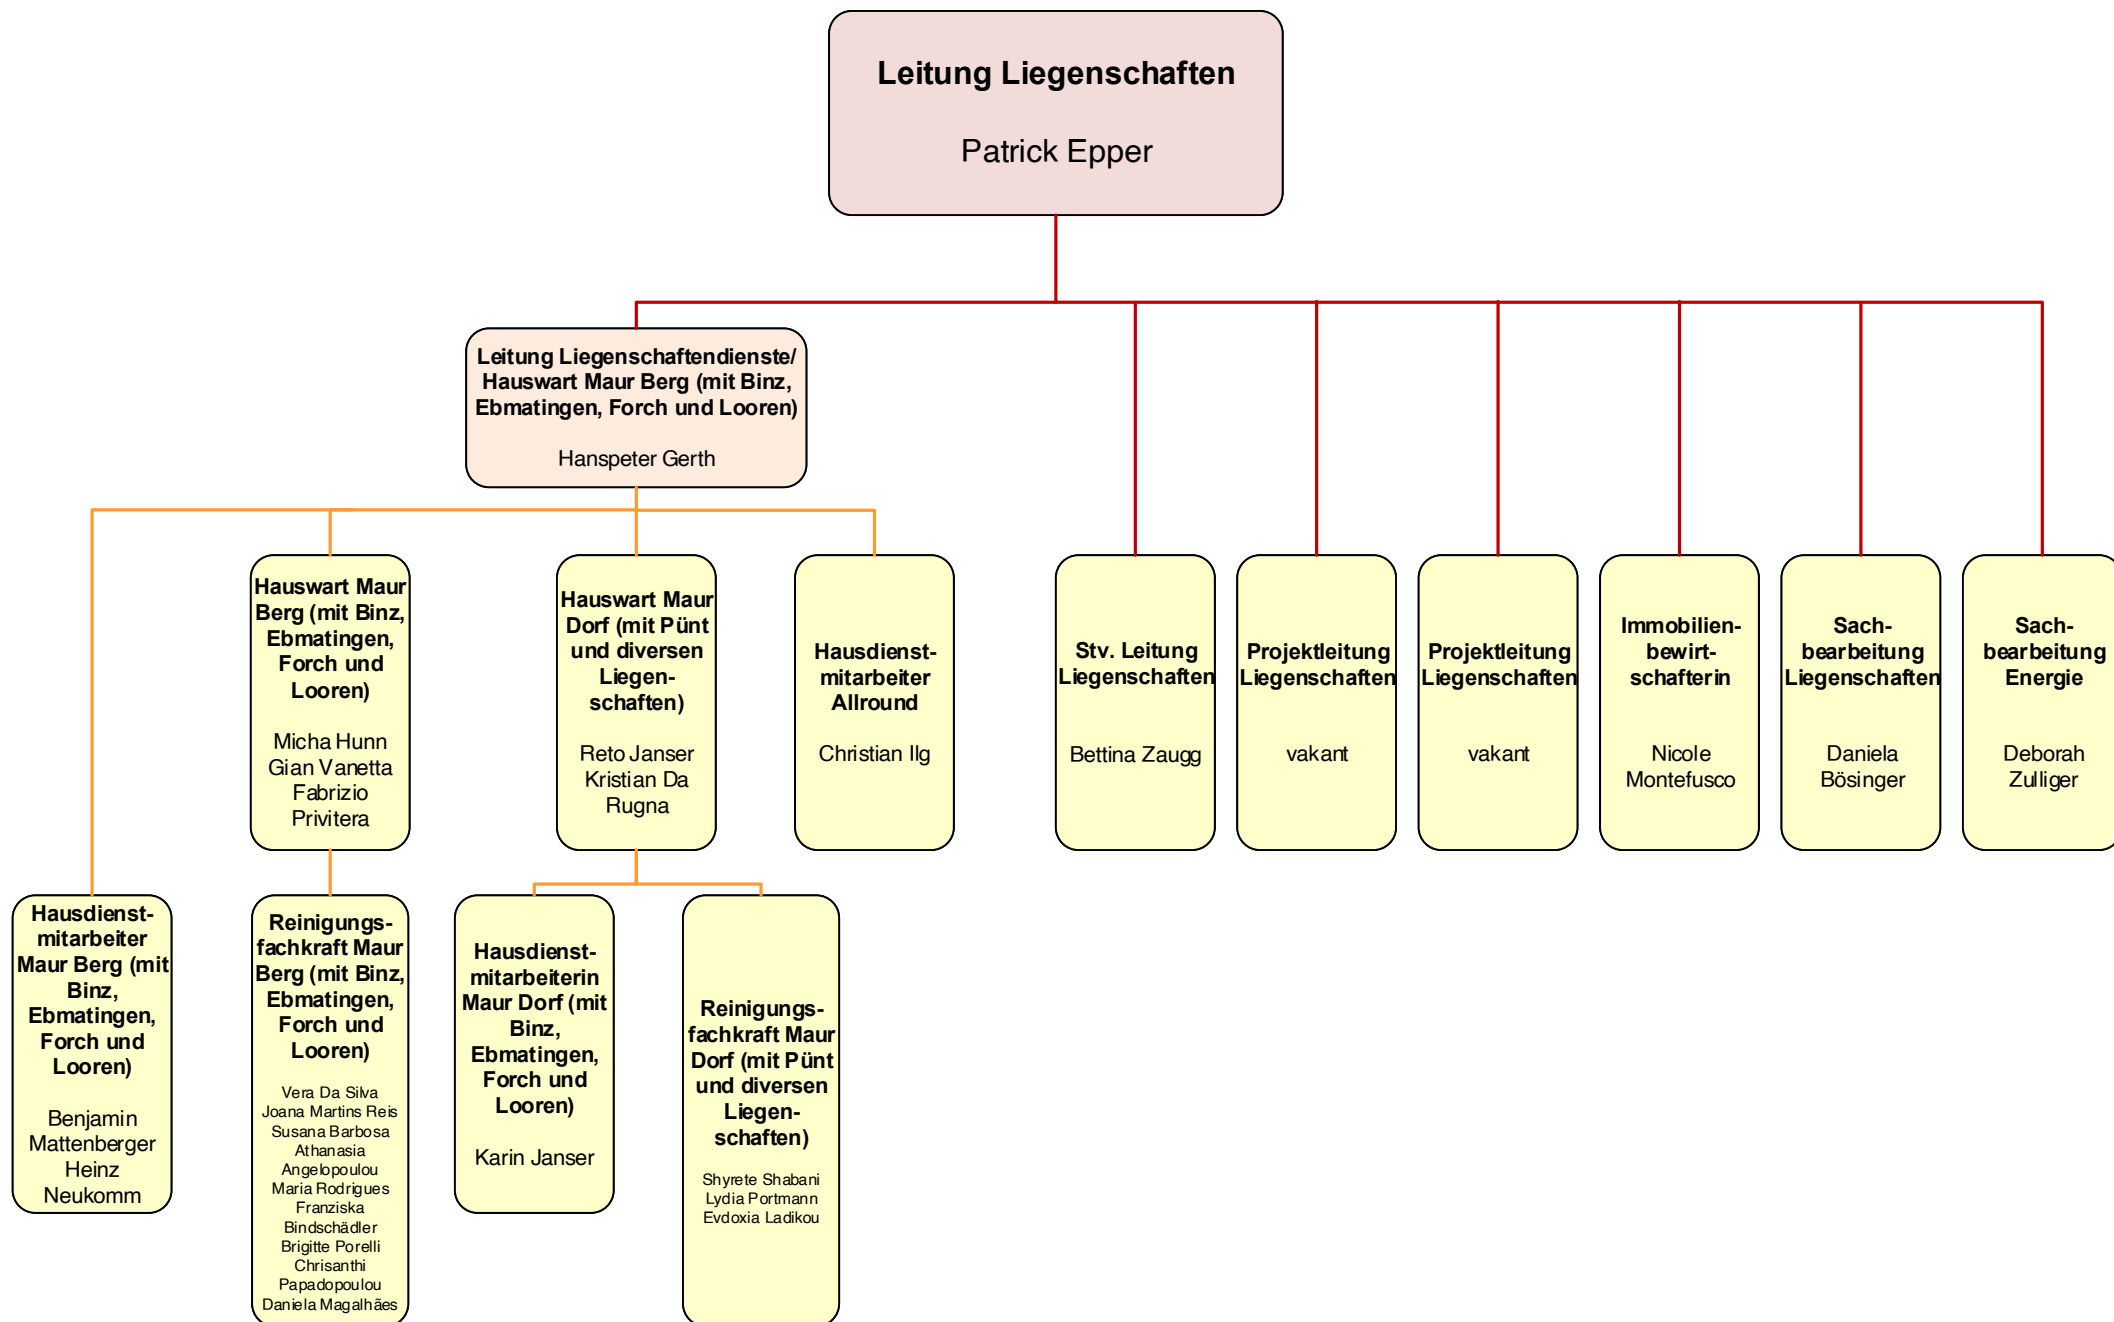 Leitung Liegenschaften
Patrick Epper
Leitung Liegenschaftendienste/
Hauswart Maur Berg (mit Binz,
Ebmatingen, Forch und Looren)
Hanspeter Gerth
Hauswart Maur
Berg (mit Binz,
Ebmatingen,
Forch und
Looren)
Micha Hunn
Gian Vanetta
Fabrizio
Privitera
Hauswart Maur
Dorf (mit Pünt
und diversen
Liegen-
schaften)
Reto Janser
Kristian Da
Rugna
Hausdienst-
mitarbeiter
Allround
Christian Ilg
Stv. Leitung
Liegenschaften
Bettina Zaugg
Projektleitung
Liegenschaften
vakant
Projektleitung
Liegenschaften
vakant
Immobilien-
bewirt-
schafterin
Nicole
Montefusco
Sach-
bearbeitung
Liegenschaften
Daniela
Bösinger
Sach-
bearbeitung
Energie
Deborah
Zulliger
Hausdienst-
mitarbeiter
Maur Berg (mit
Binz,
Ebmatingen,
Forch und
Looren)
Benjamin
Mattenberger
Heinz
Neukomm
Reinigungs-
fachkraft Maur
Berg (mit Binz,
Ebmatingen,
Forch und
Looren)
Vera Da Silva
Joana Martins Reis
Susana Barbosa
Athanasia
Angelopoulou
Maria Rodrigues
Franziska
Bindschädler
Brigitte Porelli
Chrisanthi
Papadopoulou
Daniela Magalhães
Hausdienst-
mitarbeiterin
Maur Dorf (mit
Binz,
Ebmatingen,
Forch und
Looren)
Karin Janser
Reinigungs-
fachkraft Maur
Dorf (mit Pünt
und diversen
Liegen-
schaften)
Shyrete Shabani
Lydia Portmann
Evdoxia Ladikou